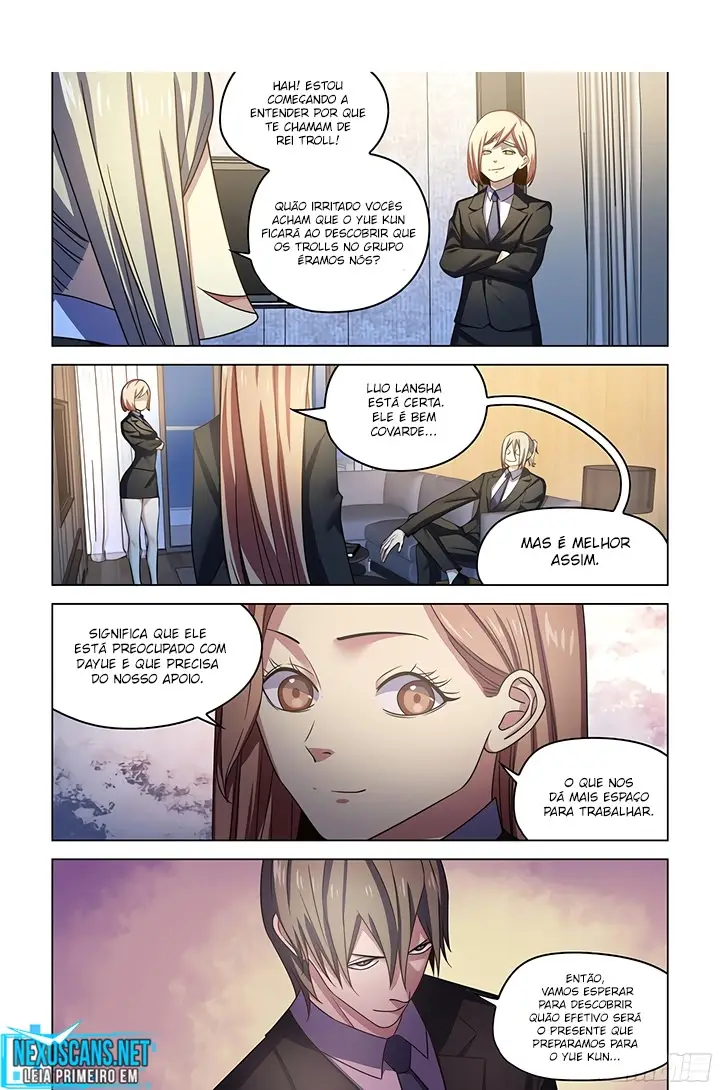 HAH! ESTOU
COMEÇANDO A
ENTENDER POR QUE
TE CHAMAM DE
REI TROLL!
QUÃO IRRITADO VOCÊS
ACHAM QUE O YUE KUN
FICARÁ AO DESCOBRIR QUE
OS TROLLS NO GRUPO
ÉRAMOS NÓS?
LUO LANSHA
ESTÁ CERTA.
ELE É BEM
COVARDE...
MAS É MELHOR
ASSIM.
SIGNIFICA QUE ELE
ESTÁ PREOCUPADO COM
DAYUE E QUE PRECISA
DO NOSSO APOIO.
O QUE NOS
DÁ MAIS ESPAÇO
PARA TRABALHAR.
ENTÃO,
VAMOS ESPERAR
PARA DESCOBRIR
QUÃO EFETIVO SERÁ
O PRESENTE QUE
PREPARAMOS PARA
O YUE KUN...
NEXOSCANS.NET
LEIA PRIMEIRO EM